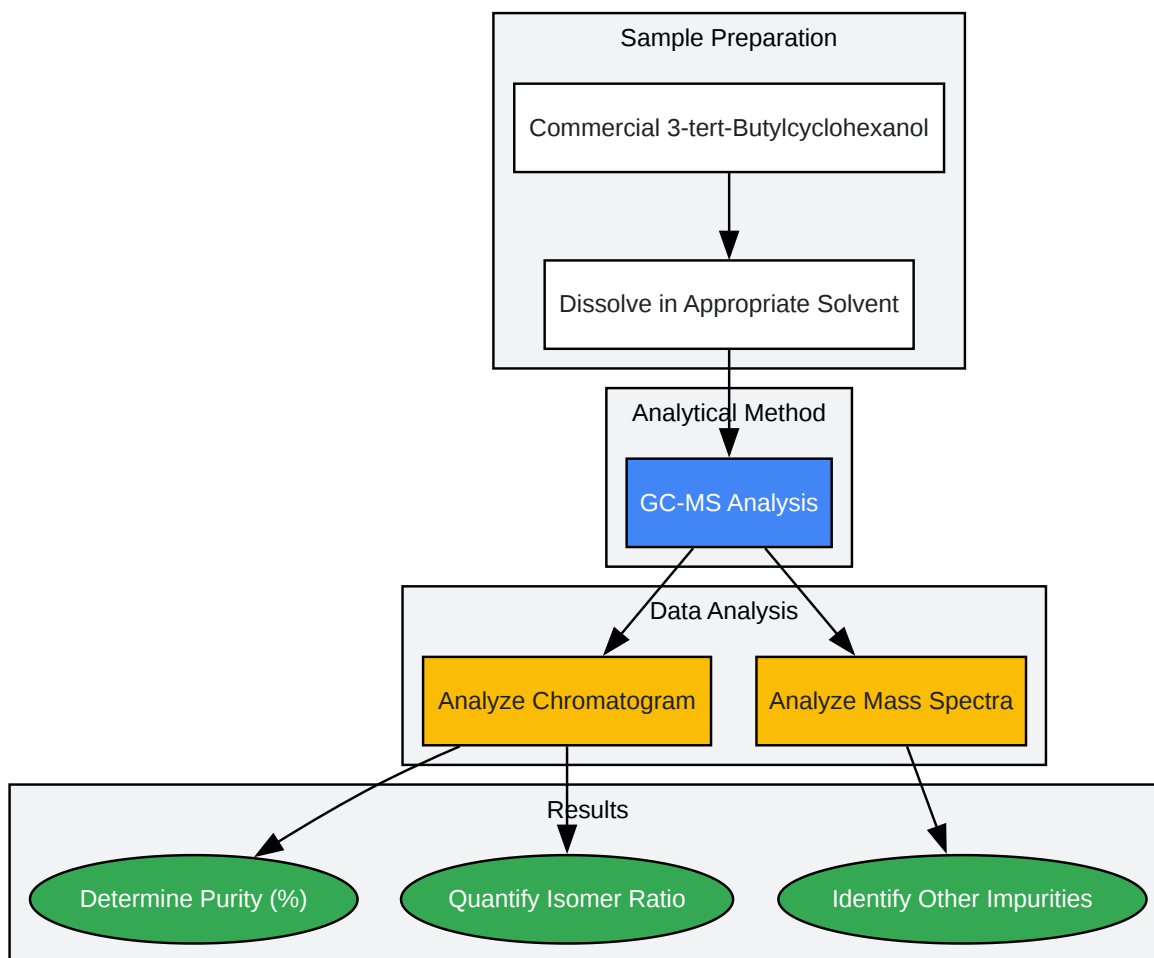 Sample Preparation
Commercial 3-tert-Butylcyclohexanol
Dissolve in Appropriate Solvent
Analytical Method
GC-MS Analysis
Data Analysis
Analyze Chromatogram
Analyze Mass Spectra
Results
Determine Purity (%)
Quantify Isomer Ratio
Identify Other Impurities